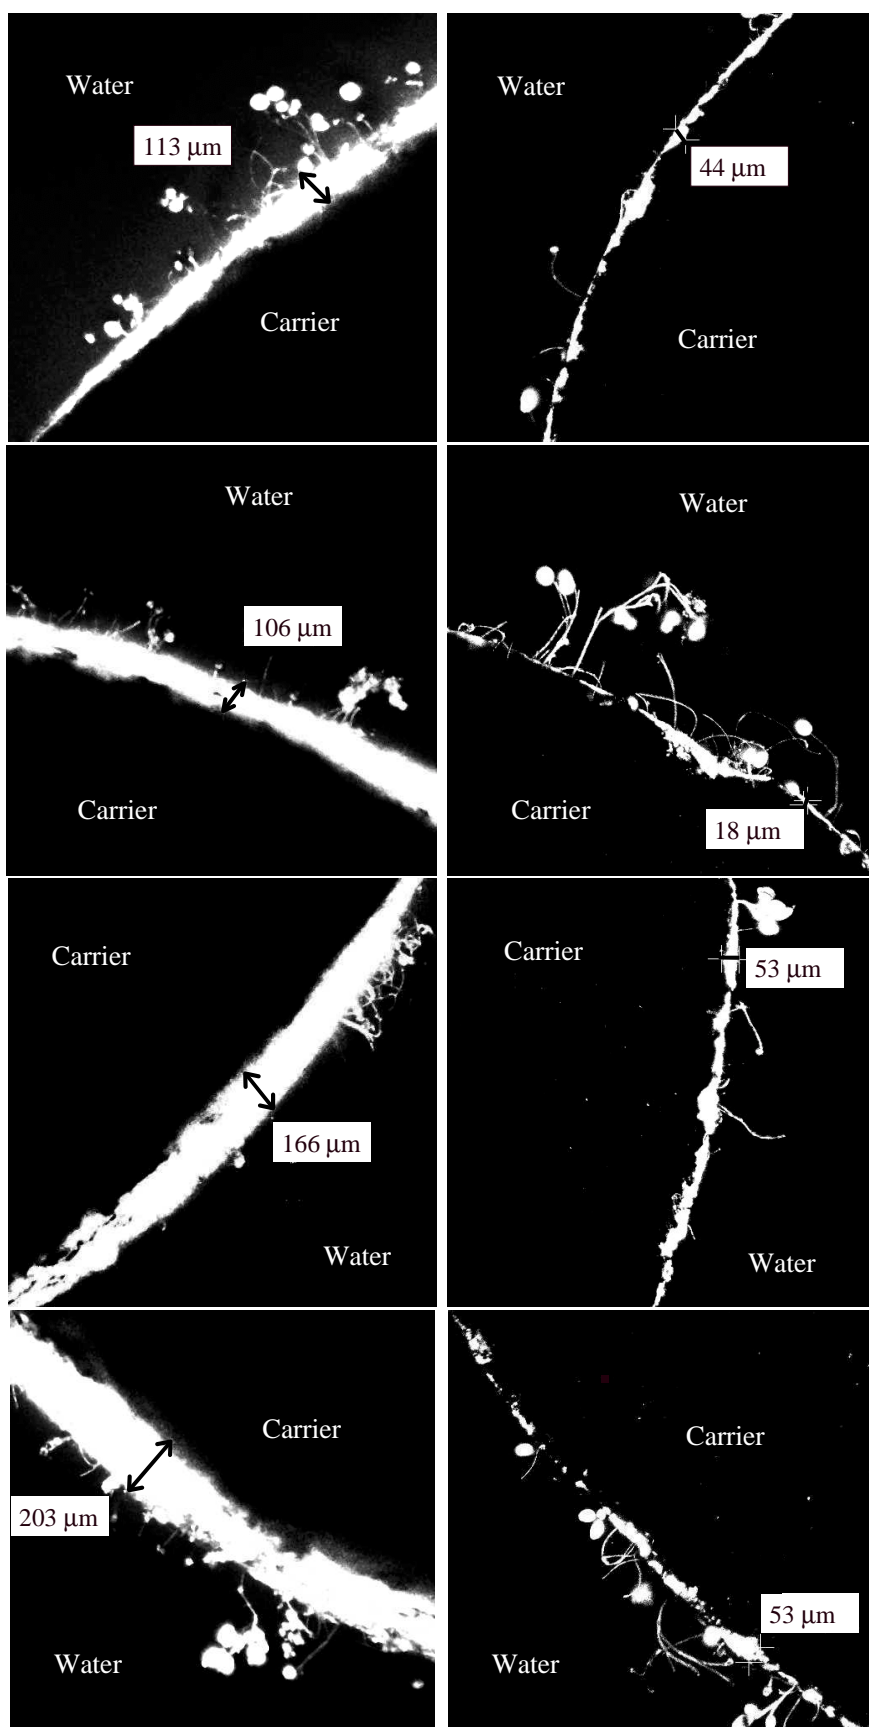 Water
113 μm
Carrier
Water
44 μm
Carrier
Water
106 μm
Carrier
Water
Carrier
18 μm
Carrier
166 μm
Water
Carrier
53 μm
Water
Carrier
203 μm
Water
Carrier
53 μm
Water